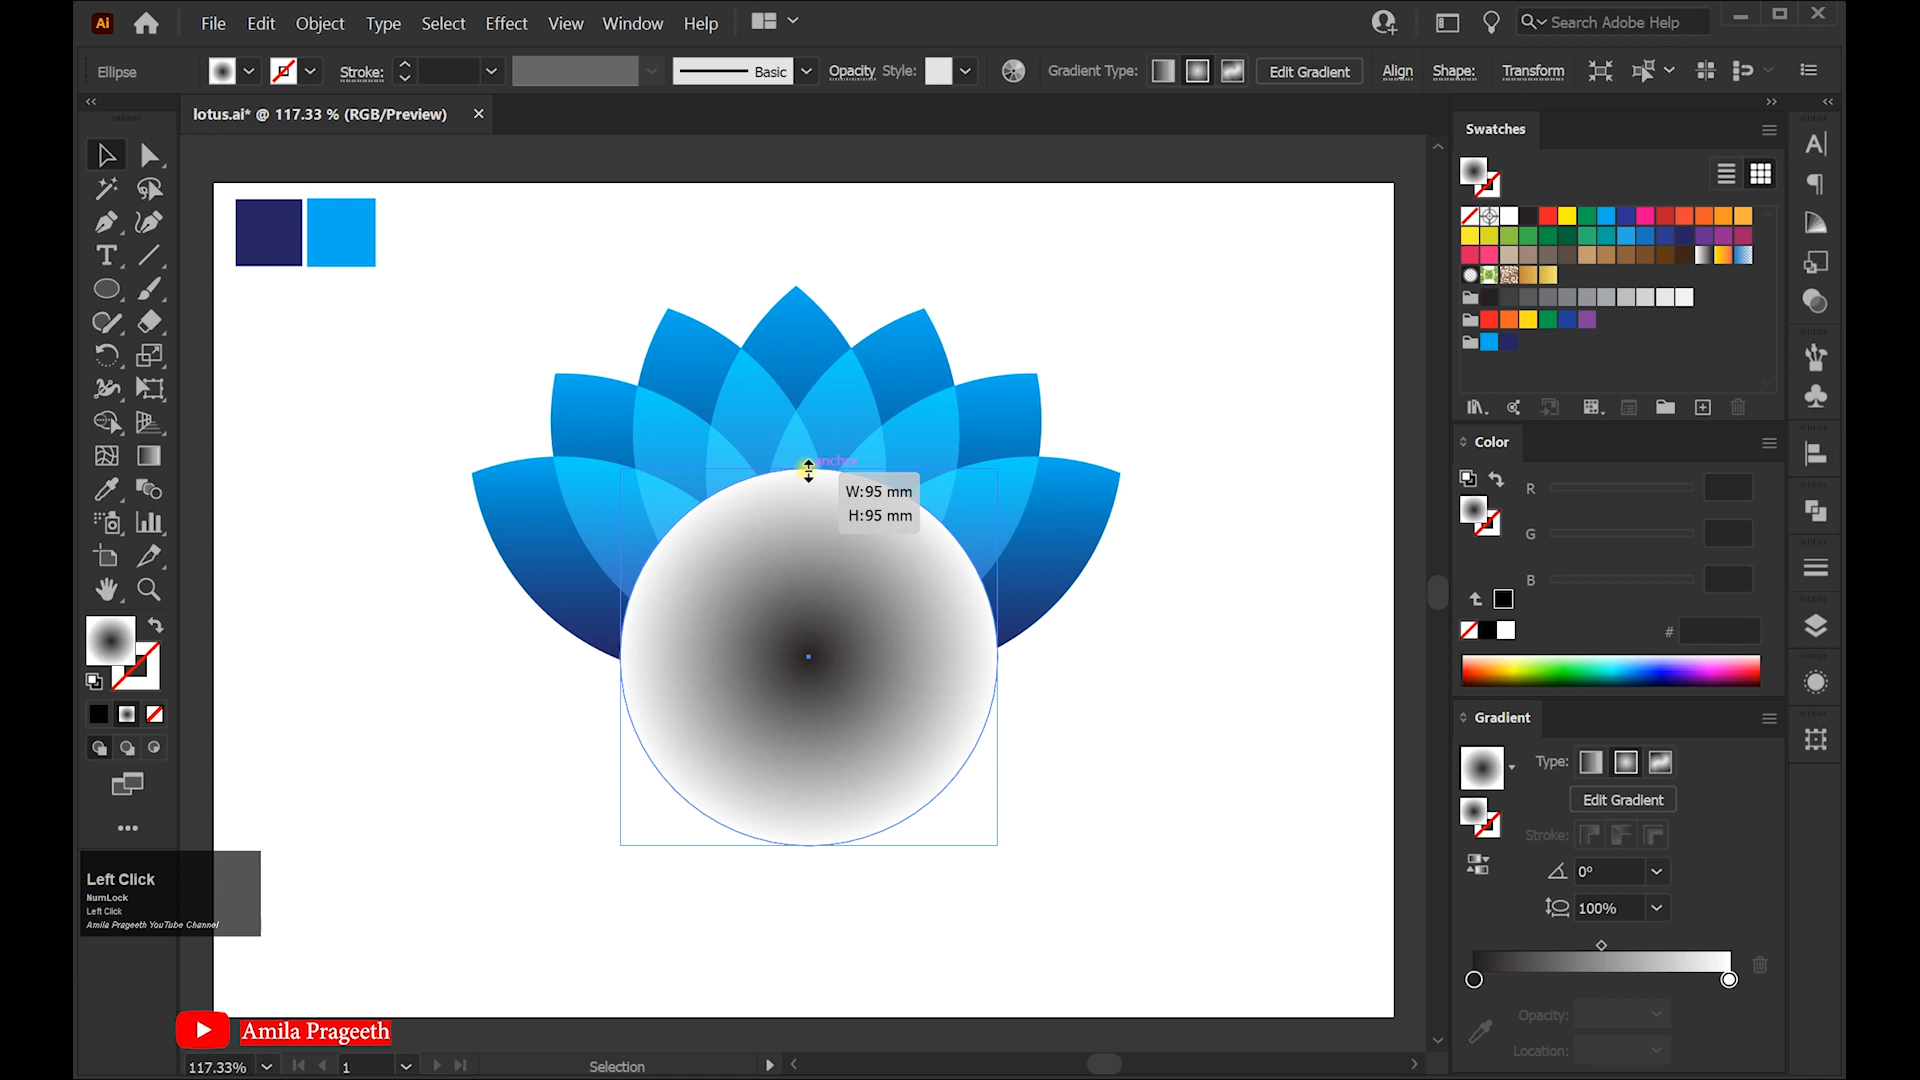 Ai File Edit Object Type Select Effect View Window Help Search Adobe Help
Ellipse Stroke: Basic Opacity Style: Gradient Type: Edit Gradient Align Shape: Transform
lotus.ai* @ 117.33 % (RGB/Preview)
Swatches
anchor
W:95 mm
H:95 mm
Color
R
G
B
#
Gradient
Type:
Edit Gradient
Stroke:
0°
100%
Opacity:
Location:
Left Click
NumLock
Left Click
Amila Prageeth YouTube Channel
Amila Prageeth
117.33% 1 Selection